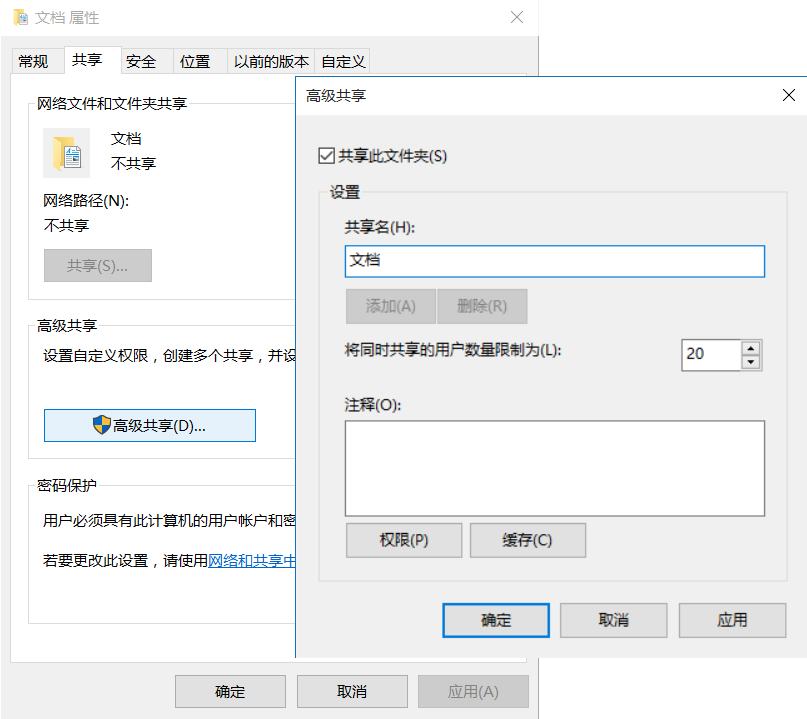 文档 属性
常规
共享
安全
位置
以前的版本
自定义
网络文件和文件夹共享
文档
不共享
网络路径(N):
不共享
共享(S)...
高级共享
设置自定义权限，创建多个共享，并设
高级共享(D)...
密码保护
用户必须具有此计算机的用户帐户和密
若要更改此设置，请使用网络和共享中
确定
取消
应用(A)
高级共享
共享此文件夹(S)
设置
共享名(H):
文档
添加(A)
删除(R)
将同时共享的用户数量限制为(L):
20
注释(O):
权限(P)
缓存(C)
确定
取消
应用